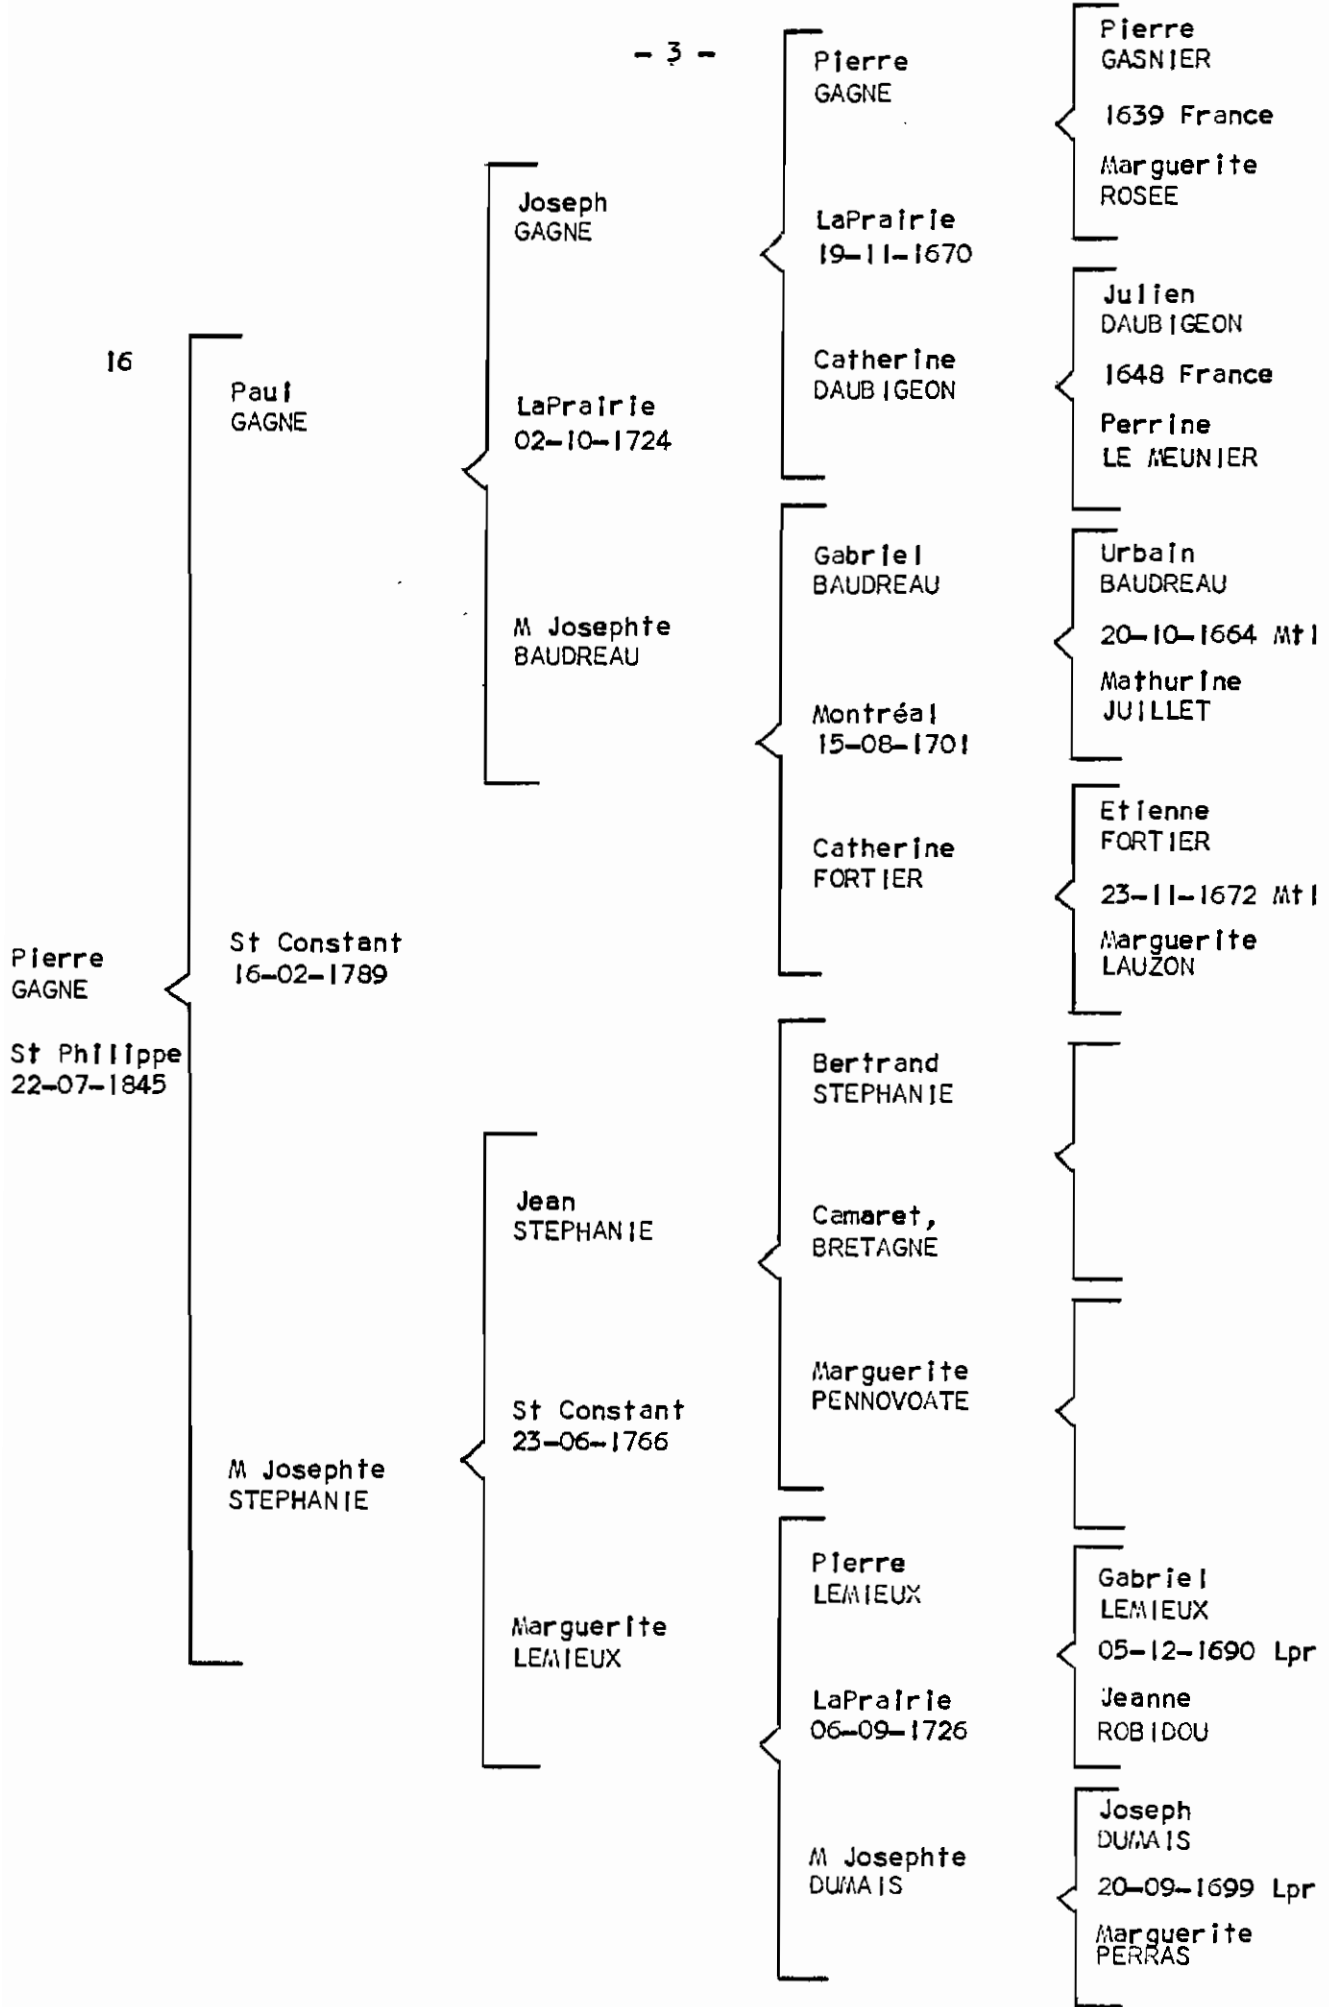 - 3 -
16
Pierre
GAGNE
St Philippe
22-07-1845
Paul
GAGNE
St Constant
16-02-1789
M Josephte
STEPHANIE
Joseph
GAGNE
LaPrairie
02-10-1724
M Josephte
BAUDREAU
Jean
STEPHANIE
St Constant
23-06-1766
Marguerite
LEMIEUX
Pierre
GAGNE
LaPrairie
19-11-1670
Catherine
DAUBIGEON
Gabriel
BAUDREAU
Montréal
15-08-1701
Catherine
FORTIER
Bertrand
STEPHANIE
Camaret,
BRETAGNE
Marguerite
PENNOVOATE
Pierre
LEMIEUX
LaPrairie
06-09-1726
M Josephte
DUMAIS
Pierre
GASNIER
1639 France
Marguerite
ROSEE
Julien
DAUBIGEON
1648 France
Perrine
LE MEUNIER
Urbain
BAUDREAU
20-10-1664 Mtl
Mathurine
JUILLET
Etienne
FORTIER
23-11-1672 Mtl
Marguerite
LAUZON
Gabriel
LEMIEUX
05-12-1690 Lpr
Jeanne
ROBIDOU
Joseph
DUMAIS
20-09-1699 Lpr
Marguerite
PERRAS